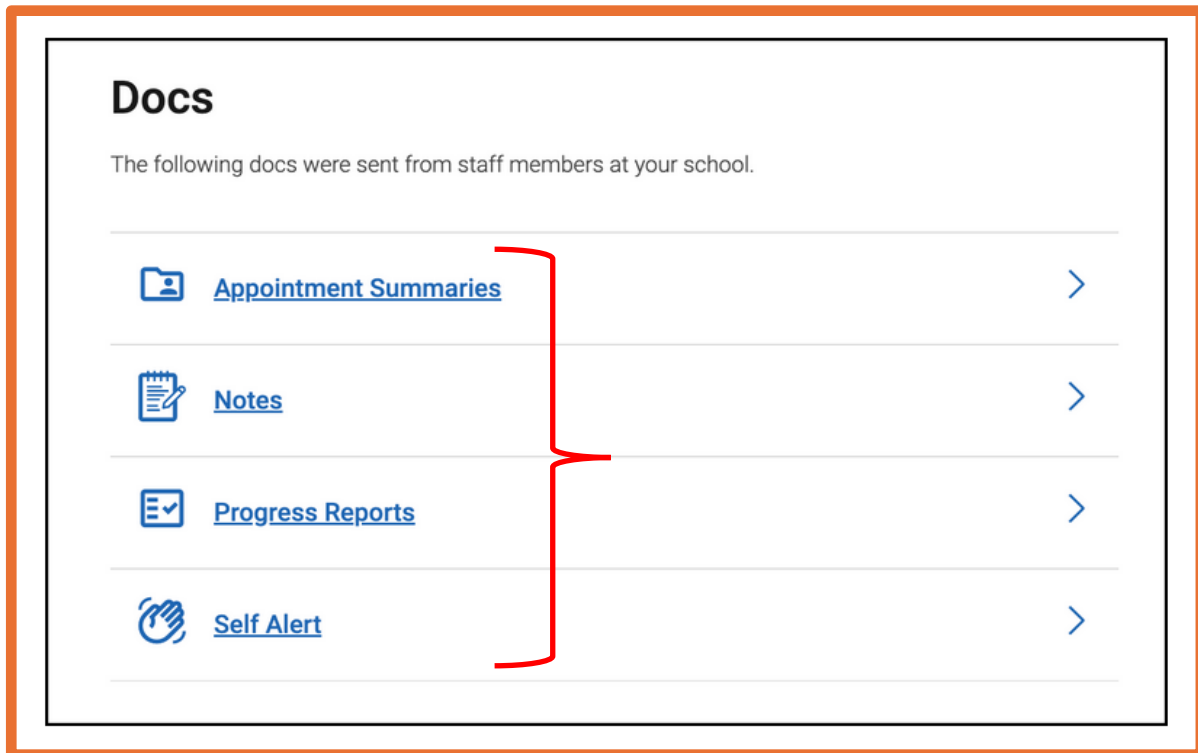 Docs
The following docs were sent from staff members at your school.
Appointment Summaries
Notes
Progress Reports
Self Alert